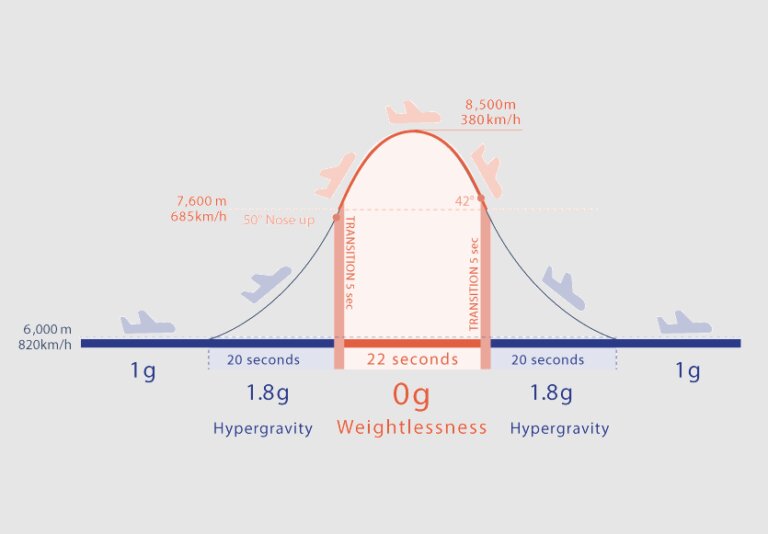 8,500m
380km/h
7,600 m
685km/h
50° Nose up
42°
TRANSITION 5 sec
TRANSITION 5 sec
6,000 m
820km/h
20 seconds
22 seconds
20 seconds
1g
1g
1.8g
0g
1.8g
Hypergravity
Weightlessness
Hypergravity